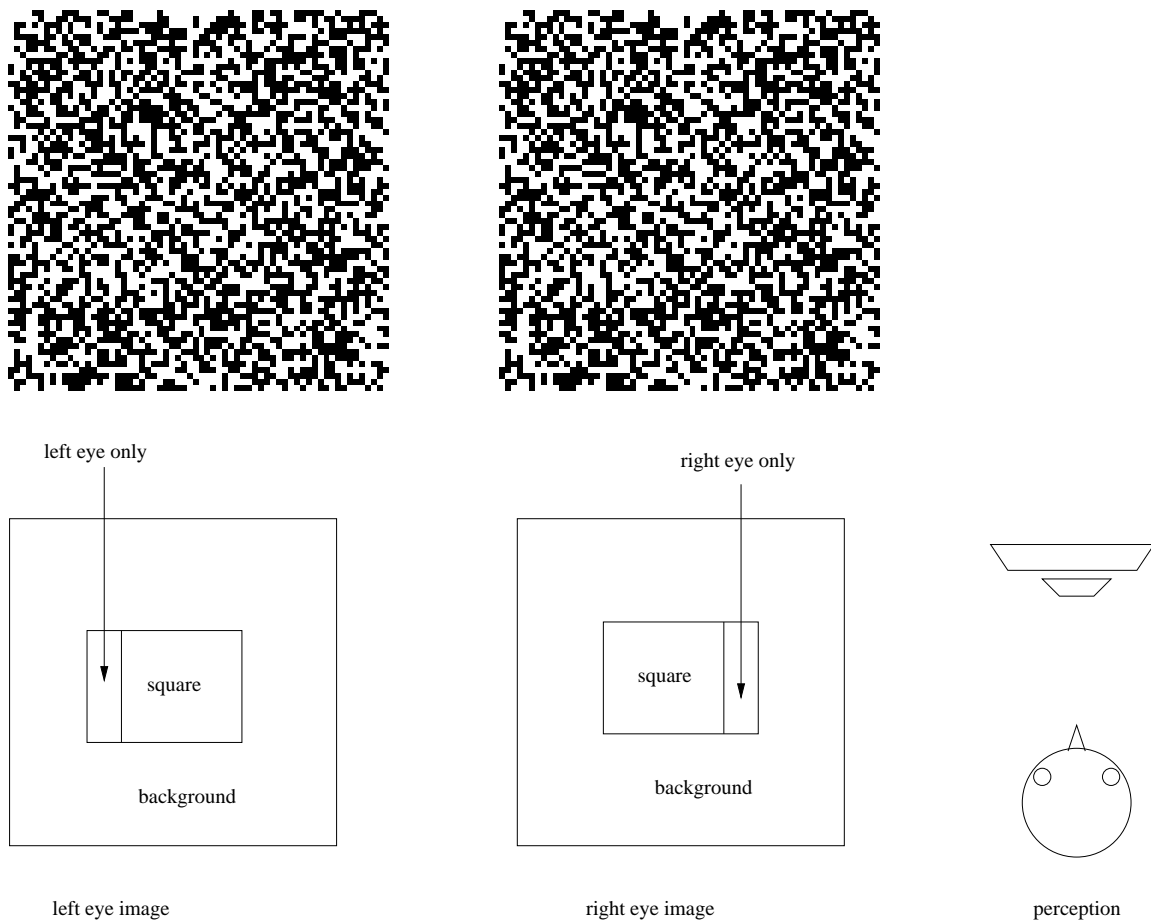 left eye only
right eye only
square
square
background
background
left eye image
right eye image
perception